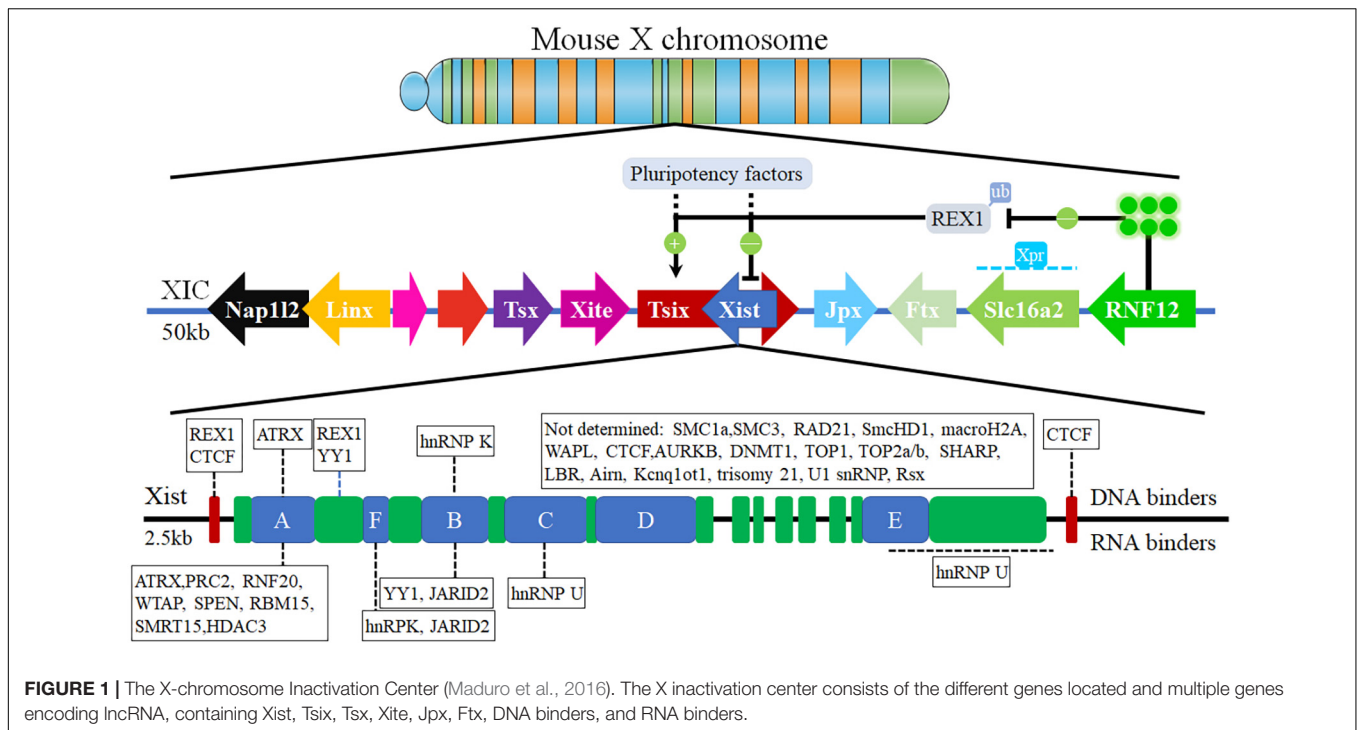 Mouse X chromosome
Pluripotency factors
ub
REX1
+
—
—
Xpr
XIC
50kb
Nap1l2
Linx
Tsx
Xite
Tsix
Xist
Jpx
Ftx
Slc16a2
RNF12
REX1
CTCF
ATRX
REX1
YY1
hnRNP K
Not determined: SMC1a,SMC3, RAD21, SmcHD1, macroH2A,
WAPL, CTCF,AURKB, DNMT1, TOP1, TOP2a/b, SHARP,
LBR, Airn, Kcnq1ot1, trisomy 21, U1 snRNP, Rsx
CTCF
Xist
2.5kb
A
F
B
C
D
E
DNA binders
RNA binders
ATRX,PRC2, RNF20,
WTAP, SPEN, RBM15,
SMRT15,HDAC3
YY1, JARID2
hnRPK, JARID2
hnRNP U
hnRNP U
FIGURE 1 | The X-chromosome Inactivation Center (Maduro et al., 2016). The X inactivation center consists of the different genes located and multiple genes
encoding lncRNA, containing Xist, Tsix, Tsx, Xite, Jpx, Ftx, DNA binders, and RNA binders.